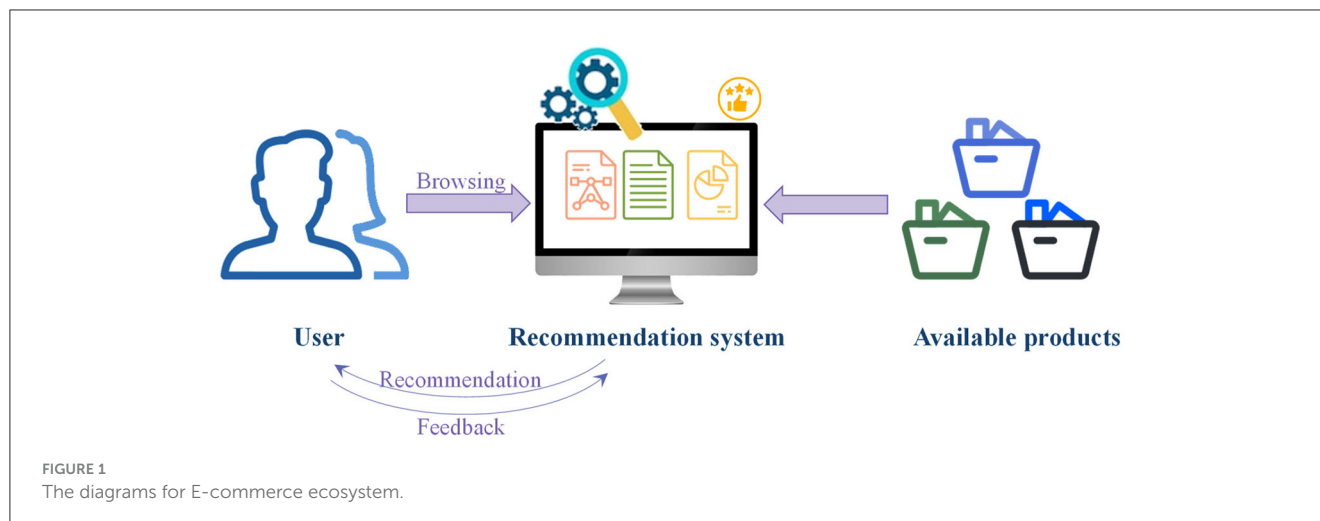 Browsing
User
Recommendation system
Available products
Recommendation
Feedback
FIGURE 1
The diagrams for E-commerce ecosystem.